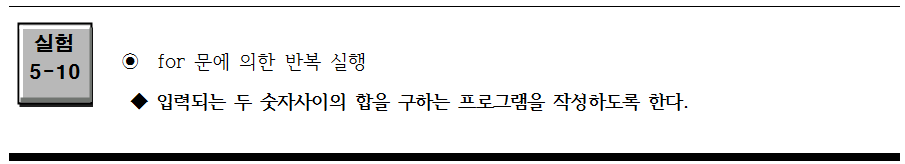 실험
5-10
◉ for 문에 의한 반복 실행
◆ 입력되는 두 숫자사이의 합을 구하는 프로그램을 작성하도록 한다.